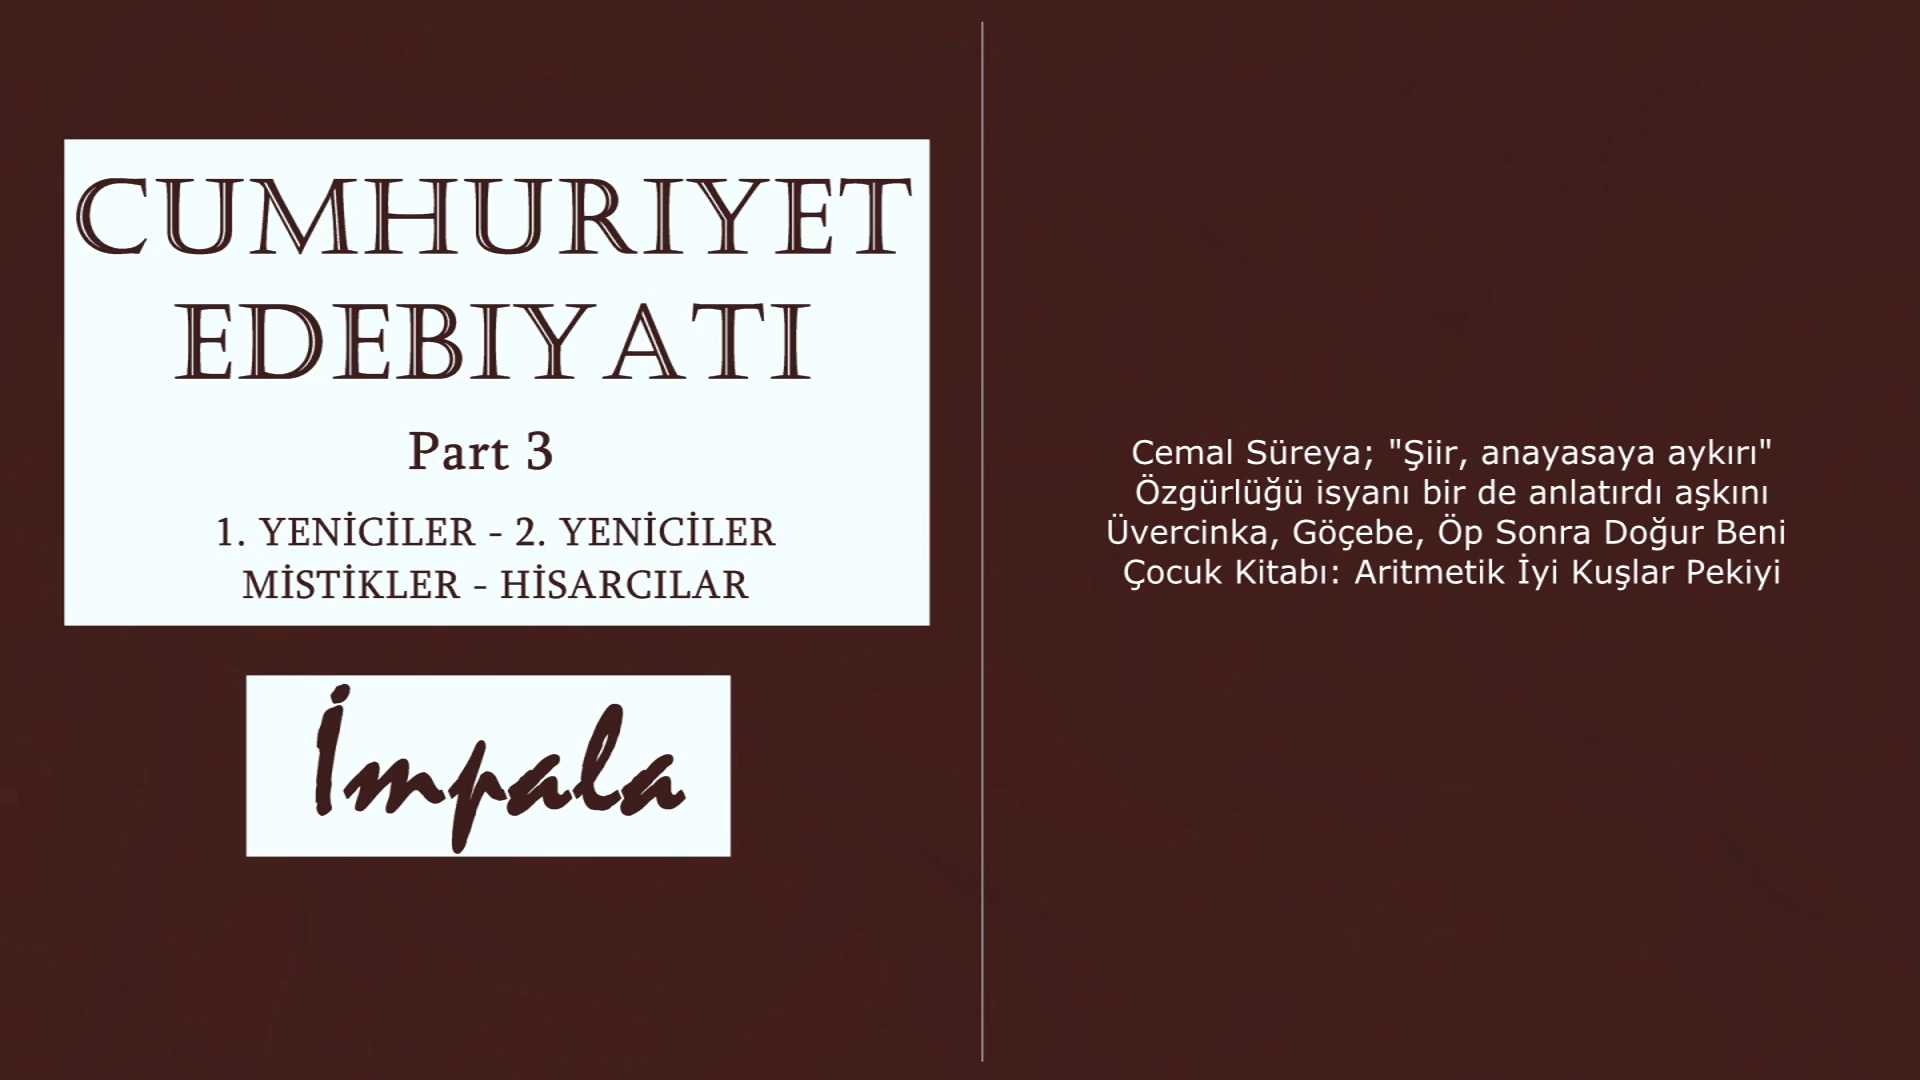 CUMHURIYET
EDEBIYATI
Part 3
1. YENİCİLER - 2. YENİCİLER
MİSTİKLER - HİSARCILAR
İmpala
Cemal Süreya; "Şiir, anayasaya aykırı"
Özgürlüğü isyanı bir de anlatırdı aşkını
Üvercinka, Göçebe, Öp Sonra Doğur Beni
Çocuk Kitabı: Aritmetik İyi Kuşlar Pekiyi